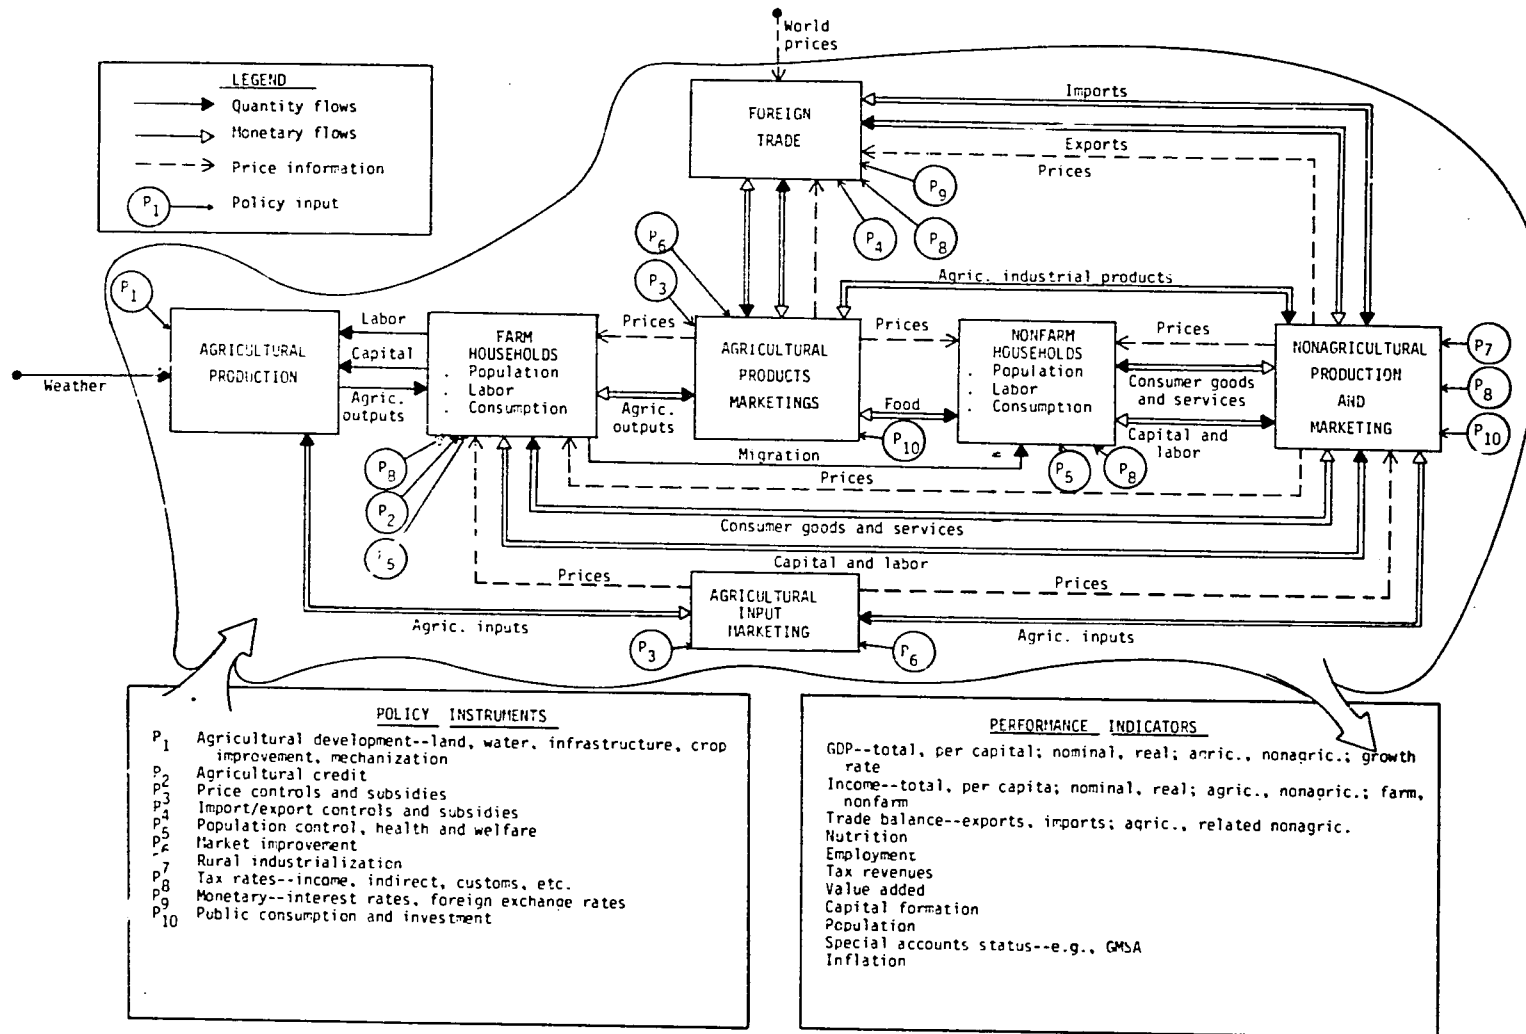 World
prices
LEGEND
Quantity flows
Monetary flows
Price information
P1 Policy input
FOREIGN
TRADE
Imports
Exports
Prices
P9
P4
P8
P6
P3
P1
Agric. industrial products
Weather
AGRICULTURAL
PRODUCTION
Labor
Capital
Agric.
outputs
FARM
HOUSEHOLDS
. Population
. Labor
. Consumption
Prices
Agric.
outputs
AGRICULTURAL
PRODUCTS
MARKETINGS
Prices
Food
P10
NONFARM
HOUSEHOLDS
. Population
. Labor
. Consumption
Prices
Consumer goods
and services
Capital and
labor
NONAGRICULTURAL
PRODUCTION
AND
MARKETING
P7
P8
P10
P8
P2
P5
Migration
P5
P8
Prices
Consumer goods and services
Capital and labor
Prices
Prices
AGRICULTURAL
INPUT
MARKETING
Agric. inputs
Agric. inputs
P3
P6
POLICY INSTRUMENTS
P1 Agricultural development--land, water, infrastructure, crop
improvement, mechanization
P2 Agricultural credit
P3 Price controls and subsidies
P4 Import/export controls and subsidies
P5 Population control, health and welfare
P6 Market improvement
P7 Rural industrialization
P8 Tax rates--income, indirect, customs, etc.
P9 Monetary--interest rates, foreign exchange rates
P10 Public consumption and investment
PERFORMANCE INDICATORS
GDP--total, per capital; nominal, real; agric., nonagric.; growth
rate
Income--total, per capita; nominal, real; agric., nonagric.; farm,
nonfarm
Trade balance--exports, imports; agric., related nonagric.
Nutrition
Employment
Tax revenues
Value added
Capital formation
Population
Special accounts status--e.g., GMSA
Inflation